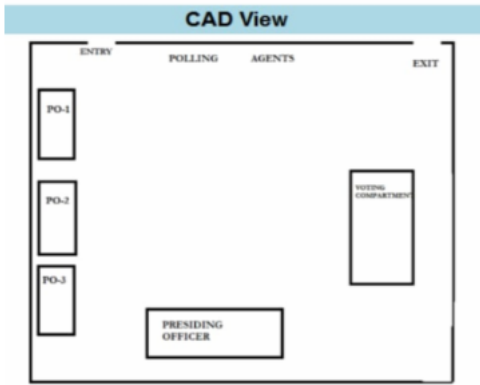 CAD View
ENTRY
POLLING AGENTS
EXIT
PO-1
PO-2
VOTING
COMPARTMENT
PO-3
PRESIDING
OFFICER